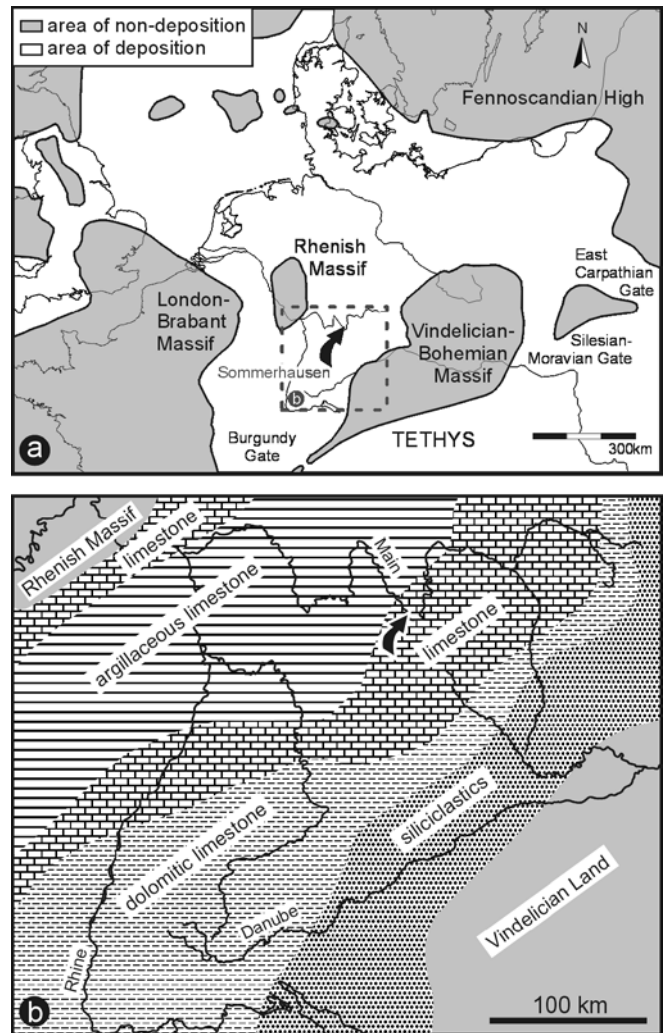 area of non-deposition
area of deposition
N
Fennoscandian High
Rhenish
Massif
East
Carpathian
Gate
London-
Brabant
Massif
Vindelician-
Bohemian
Massif
Silesian-
Moravian Gate
Sommerhausen
b
Burgundy
Gate
TETHYS
300km
a
Rhenish Massif
limestone
argillaceous limestone
Main
limestone
siliciclastics
dolomitic limestone
Vindelician Land
Danube
Rhine
100 km
b